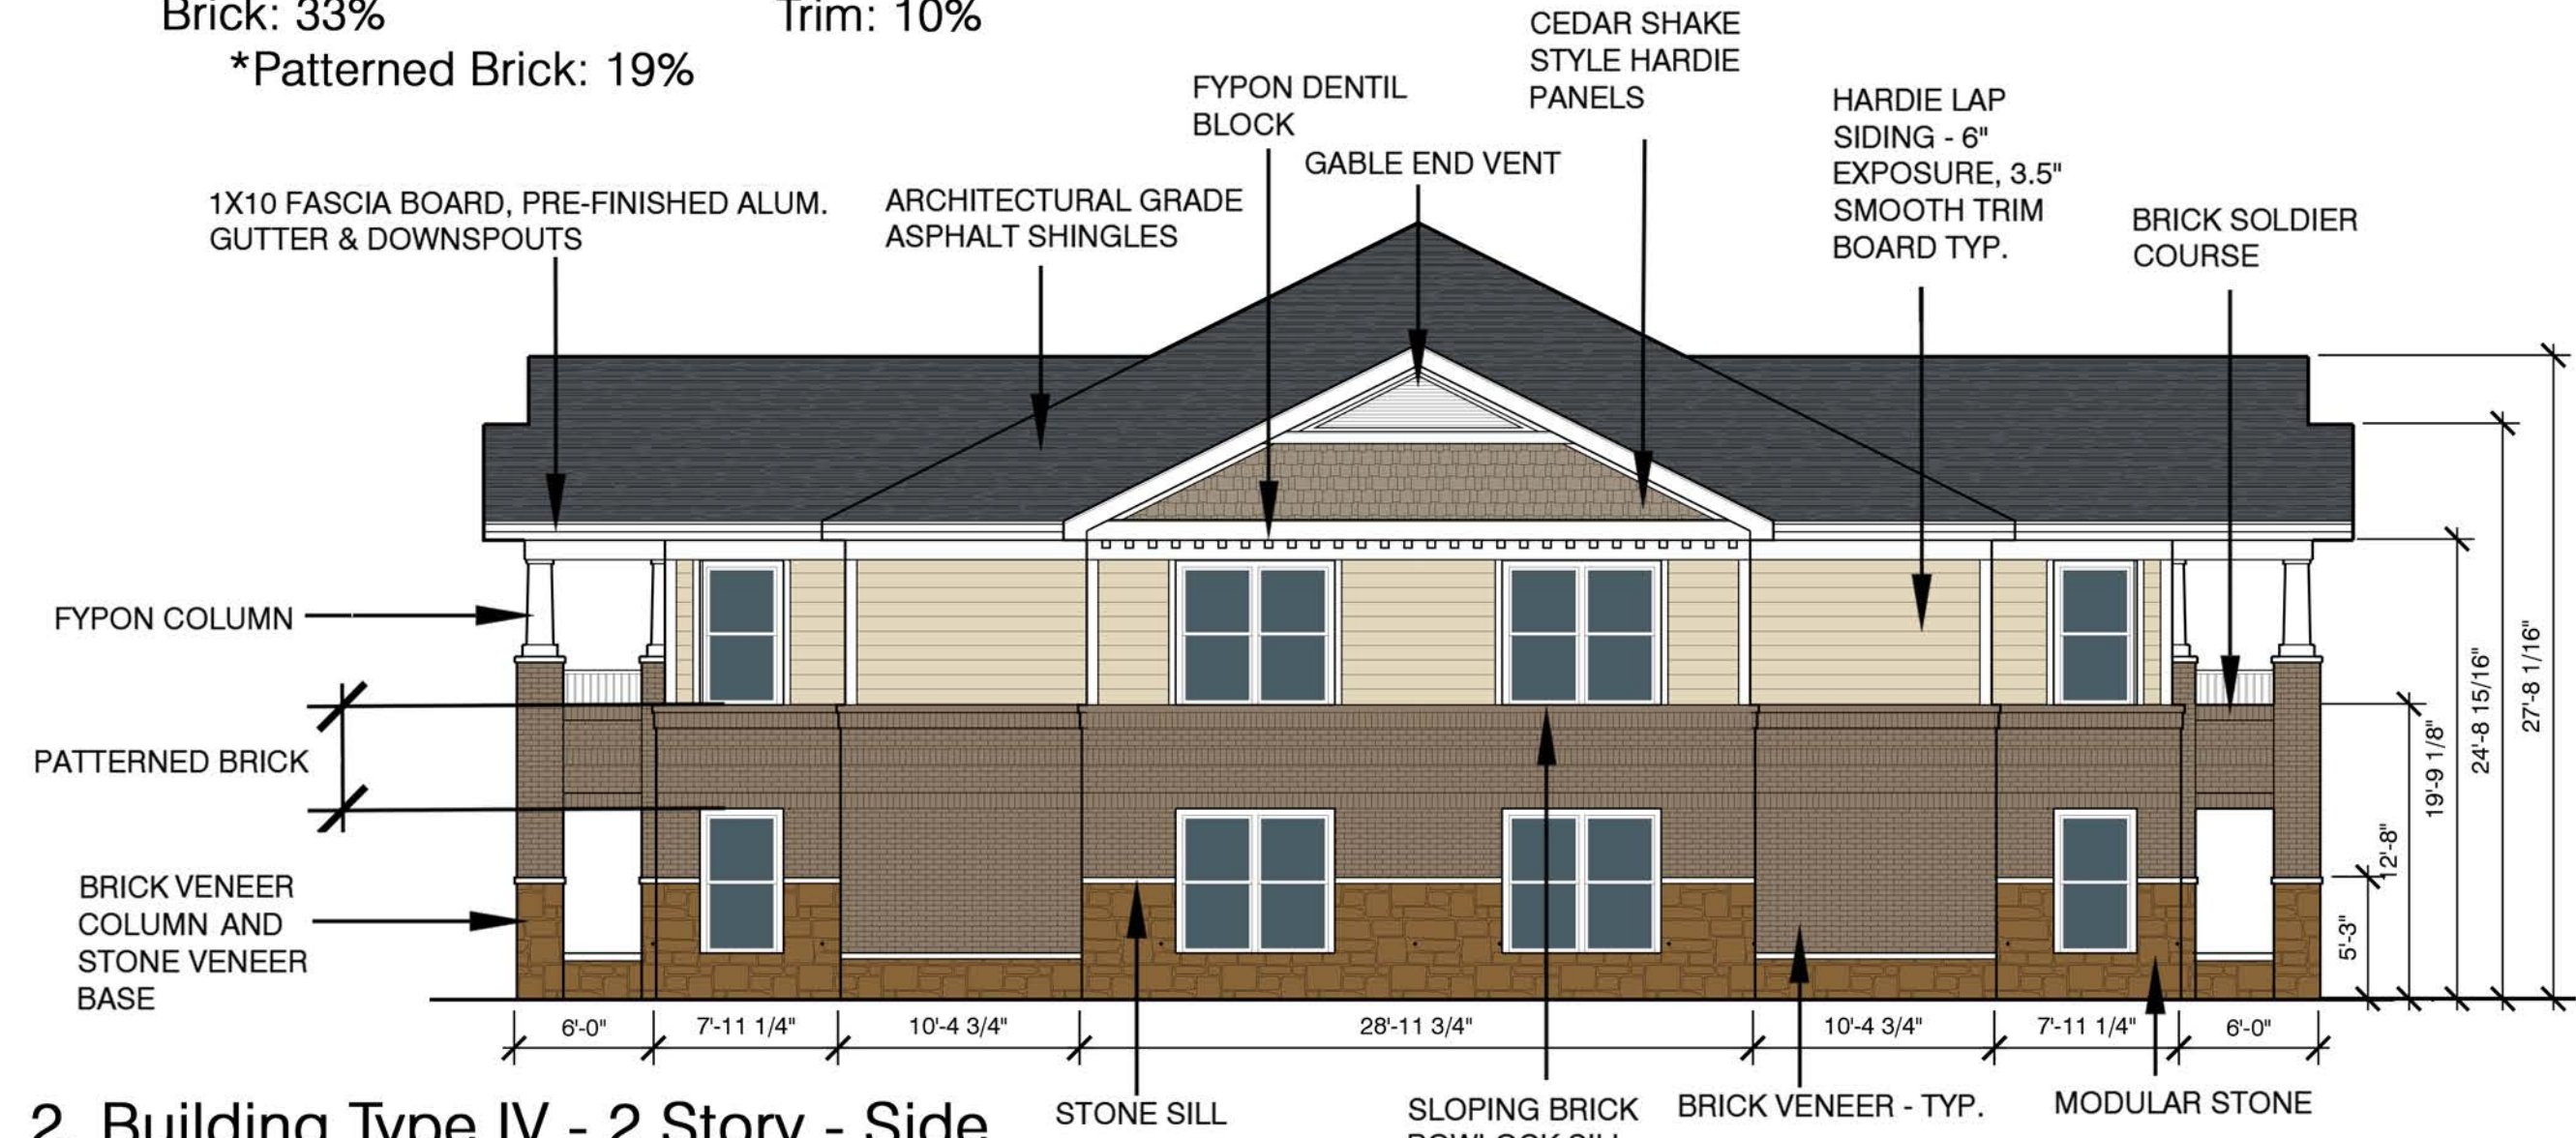 Brick: 33%
Trim: 10%
*Patterned Brick: 19%
CEDAR SHAKE
STYLE HARDIE
PANELS
FYPON DENTIL
BLOCK
GABLE END VENT
HARDIE LAP
SIDING - 6"
EXPOSURE, 3.5"
SMOOTH TRIM
BOARD TYP.
1X10 FASCIA BOARD, PRE-FINISHED ALUM.
GUTTER & DOWNSPOUTS
ARCHITECTURAL GRADE
ASPHALT SHINGLES
BRICK SOLDIER
COURSE
FYPON COLUMN
PATTERNED BRICK
BRICK VENEER
COLUMN AND
STONE VENEER
BASE
5'-3"
12'-8"
19'-9 1/8"
24'-8 15/16"
27'-8 1/16"
6'-0"
7'-11 1/4"
10'-4 3/4"
28'-11 3/4"
10'-4 3/4"
7'-11 1/4"
6'-0"
STONE SILL
SLOPING BRICK
ROWLOCK SILL
BRICK VENEER - TYP.
MODULAR STONE
2. Building Type IV - 2 Story - Side